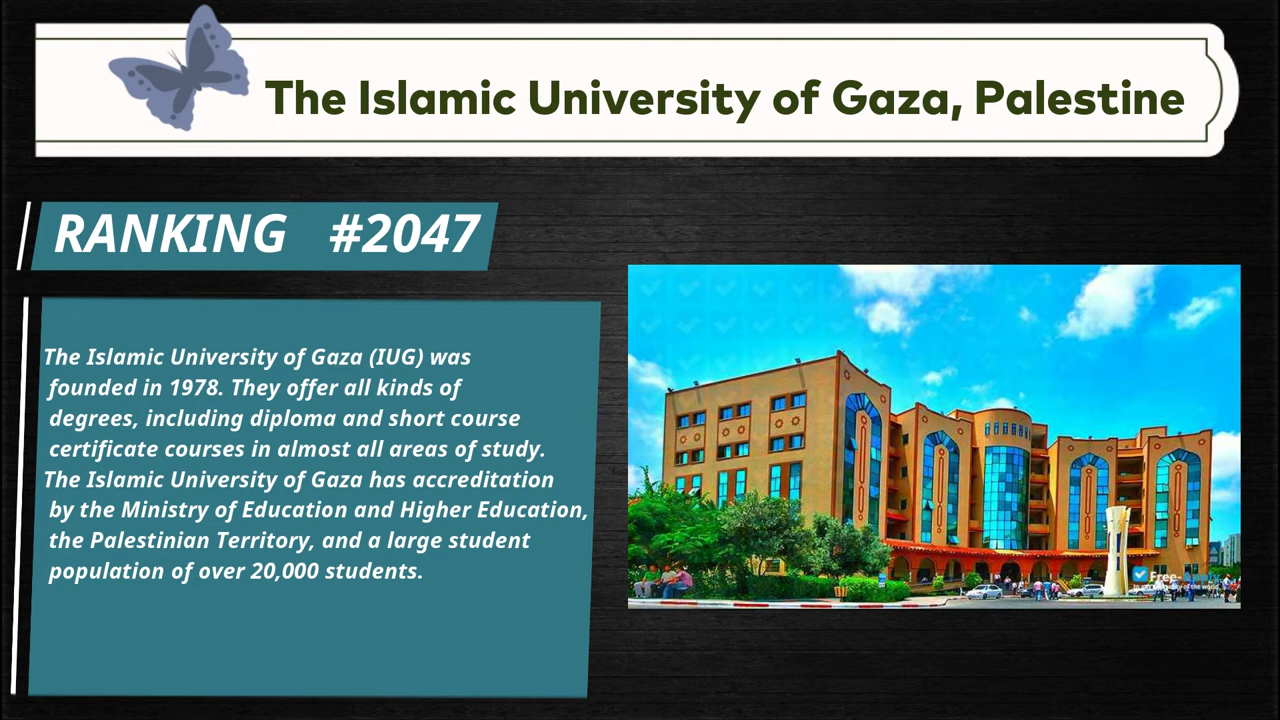 The Islamic University of Gaza, Palestine
RANKING #2047
The Islamic University of Gaza (IUG) was
founded in 1978. They offer all kinds of
degrees, including diploma and short course
certificate courses in almost all areas of study.
The Islamic University of Gaza has accreditation
by the Ministry of Education and Higher Education,
the Palestinian Territory, and a large student
population of over 20,000 students.
Free-Apply